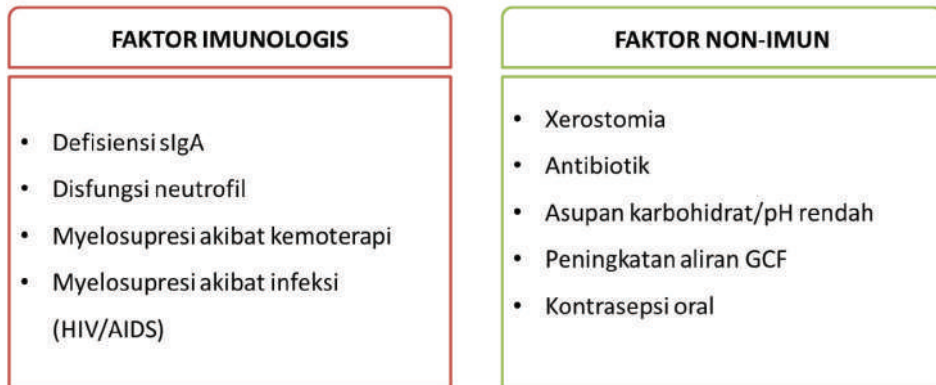 FAKTOR IMUNOLOGIS
• Defisiensi sIgA
• Disfungsi neutrofil
• Myelosupresi akibat kemoterapi
• Myelosupresi akibat infeksi
(HIV/AIDS)
FAKTOR NON-IMUN
• Xerostomia
• Antibiotik
• Asupan karbohidrat/pH rendah
• Peningkatan aliran GCF
• Kontrasepsi oral